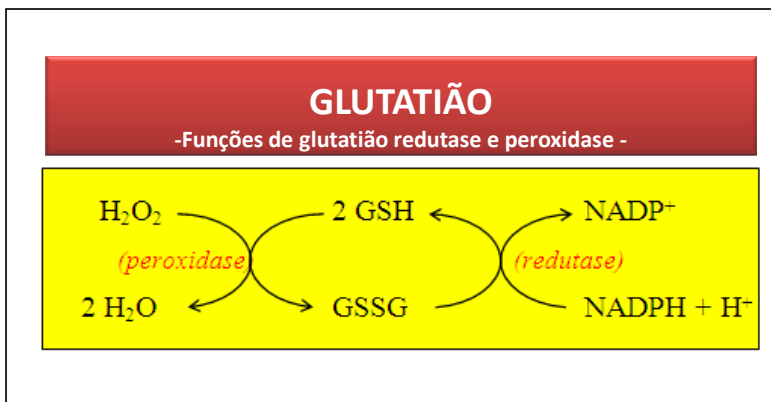 GLUTATIÃO
-Funções de glutatião redutase e peroxidase -
H₂O₂ 2 GSH NADP⁺
(peroxidase) (redutase)
2 H₂O GSSG NADPH + H⁺